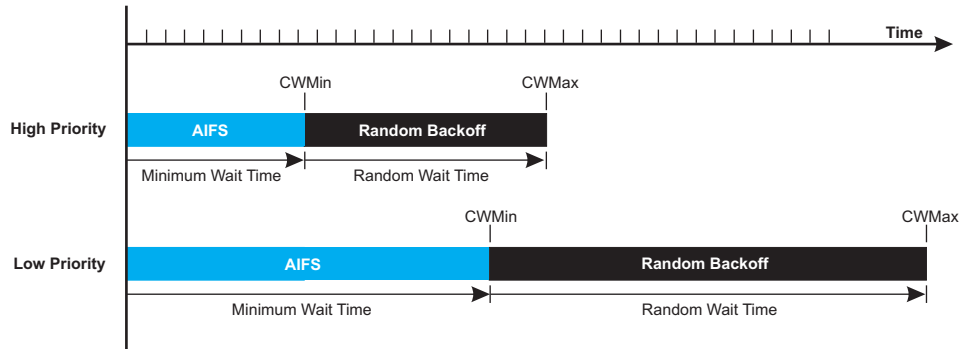 Time
CWMin CWMax
High Priority AIFS Random Backoff
Minimum Wait Time Random Wait Time
CWMin CWMax
Low Priority AIFS Random Backoff
Minimum Wait Time Random Wait Time